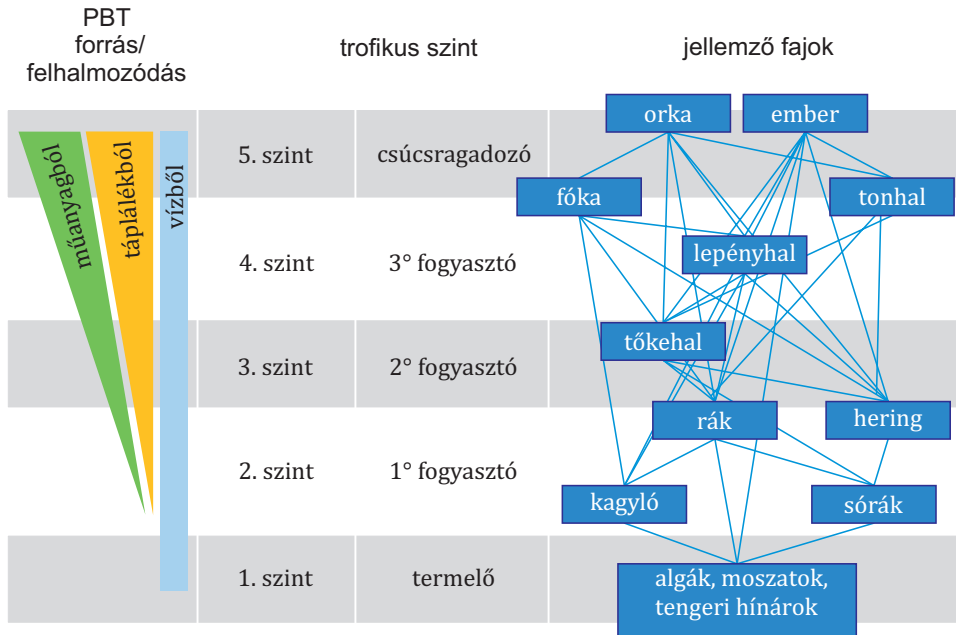 PBT
forrás/
felhalmozódás
trofikus szint
jellemző fajok
műanyagból
táplálékból
vízből
5. szint
csúcsragadozó
4. szint
3° fogyasztó
3. szint
2° fogyasztó
2. szint
1° fogyasztó
1. szint
termelő
orka
ember
fóka
tonhal
lepényhal
tőkehal
rák
hering
kagyló
sórák
algák, moszatok,
tengeri hínárok